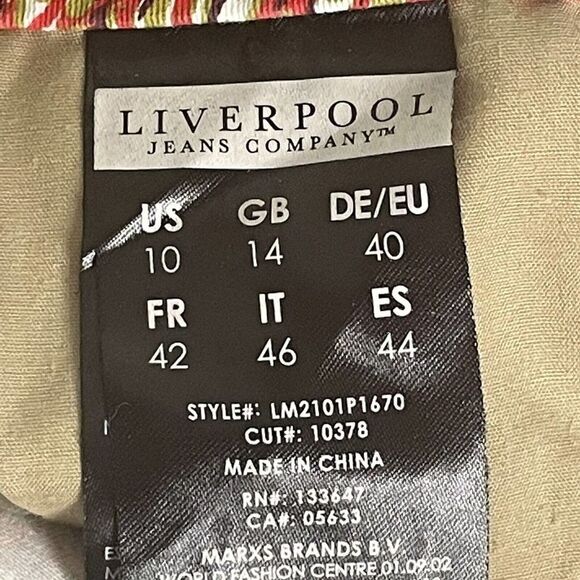 LIVERPOOL
JEANS COMPANY™
US GB DE/EU
10 14 40
FR IT ES
42 46 44
STYLE#: LM2101P1670
CUT#: 10378
MADE IN CHINA
RN#: 133647
CA#: 05633
MARXS BRANDS B.V
WORLD FASHION CENTRE 01.09.02